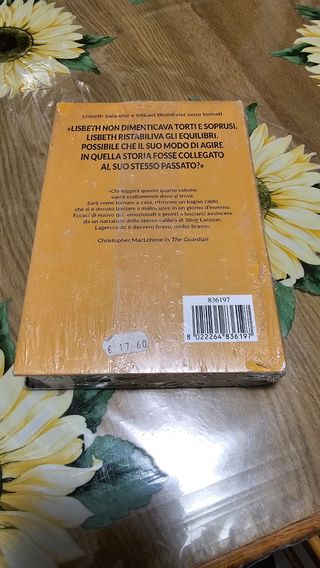 Lisbeth Salander e Mikael Blomkvist sono tornati
«LISBETH NON DIMENTICAVA TORTI E SOPRUSI.
LISBETH RISTABILIVA GLI EQUILIBRI.
POSSIBILE CHE IL SUO MODO DI AGIRE
IN QUELLA STORIA FOSSE COLLEGATO
AL SUO STESSO PASSATO?»
«Chi leggerà questo quarto volume
saprà esattamente dove si trova.
Sarà come tornare a casa, ritrovare un bagno caldo
che si è dovuto lasciare a malincuore in un giorno d'inverno.
Eccoci di nuovo qui, emozionati e pronti a lasciarci avvincere
da un narratore dello stesso calibro di Stieg Larsson.
Lagercrantz è davvero bravo, molto bravo».
Christopher MacLehose in The Guardian
836197
8 022264 836197
€ 17.60